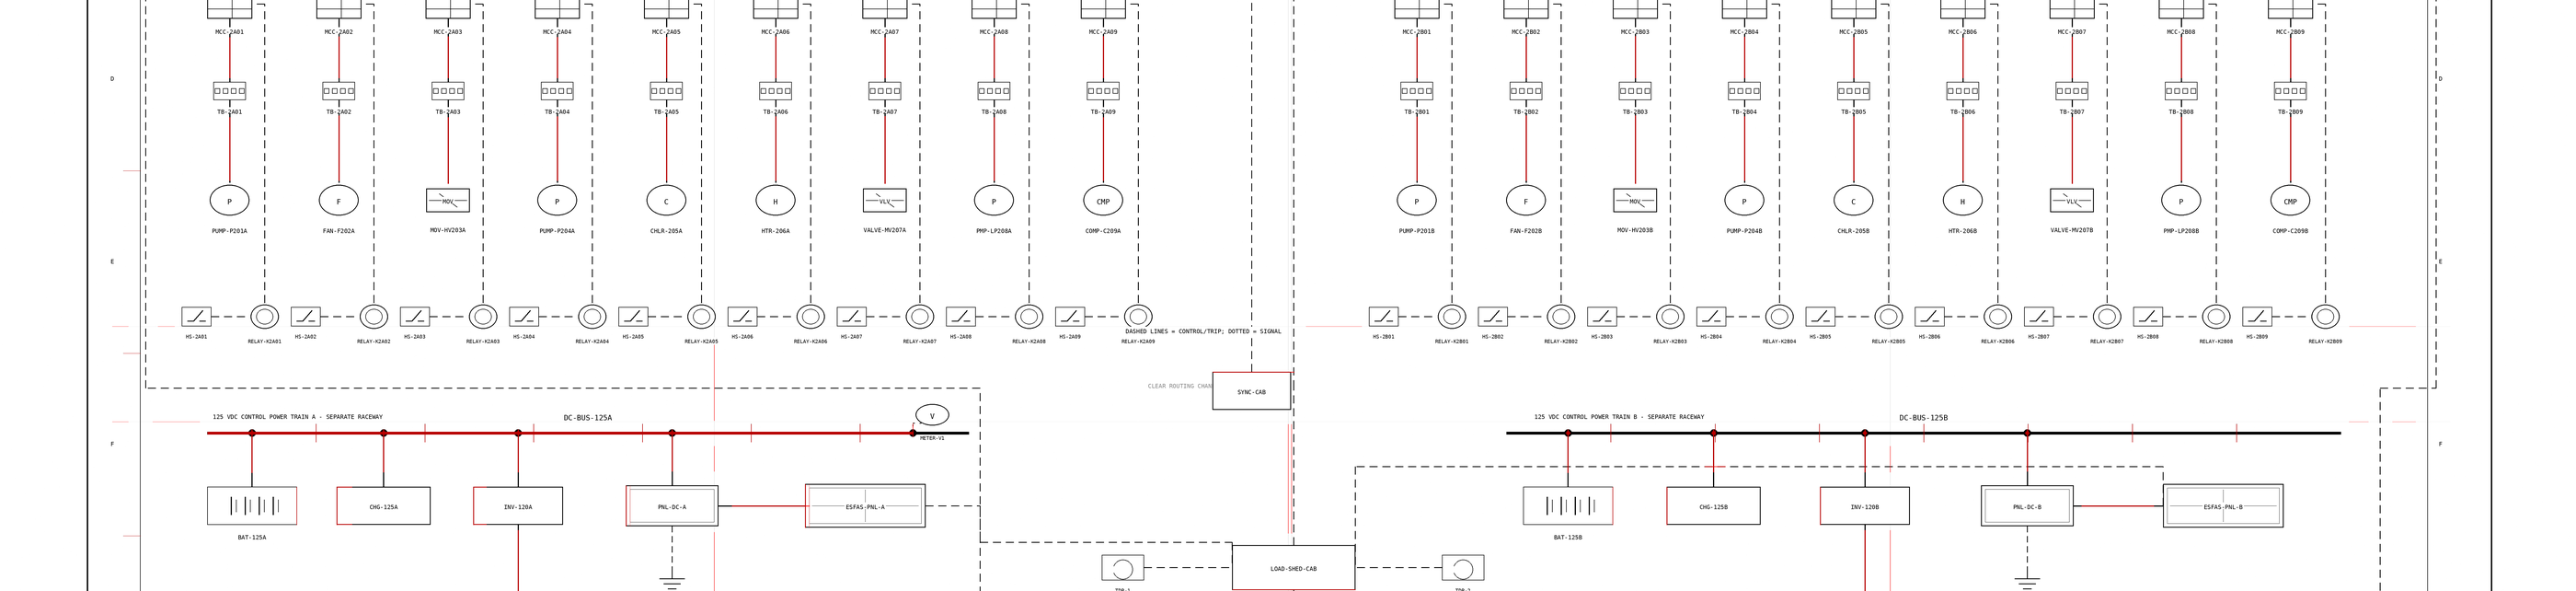 MCC-2A01 MCC-2A02 MCC-2A03 MCC-2A04 MCC-2A05 MCC-2A06 MCC-2A07 MCC-2A08 MCC-2A09 MCC-2B01 MCC-2B02 MCC-2B03 MCC-2B04 MCC-2B05 MCC-2B06 MCC-2B07 MCC-2B08 MCC-2B09
D D
TB-2A01 TB-2A02 TB-2A03 TB-2A04 TB-2A05 TB-2A06 TB-2A07 TB-2A08 TB-2A09 TB-2B01 TB-2B02 TB-2B03 TB-2B04 TB-2B05 TB-2B06 TB-2B07 TB-2B08 TB-2B09
P F MOV P C H VLV P CMP P F MOV P C H VLV P CMP
PUMP-P201A FAN-F202A MOV-HV203A PUMP-P204A CHLR-205A HTR-206A VALVE-MV207A PMP-LP208A COMP-C209A PUMP-P201B FAN-F202B MOV-HV203B PUMP-P204B CHLR-205B HTR-206B VALVE-MV207B PMP-LP208B COMP-C209B
E E
DASHED LINES = CONTROL/TRIP; DOTTED = SIGNAL
HS-2A01 HS-2A02 HS-2A03 HS-2A04 HS-2A05 HS-2A06 HS-2A07 HS-2A08 HS-2A09 HS-2B01 HS-2B02 HS-2B03 HS-2B04 HS-2B05 HS-2B06 HS-2B07 HS-2B08 HS-2B09
RELAY-K2A01 RELAY-K2A02 RELAY-K2A03 RELAY-K2A04 RELAY-K2A05 RELAY-K2A06 RELAY-K2A07 RELAY-K2A08 RELAY-K2A09 RELAY-K2B01 RELAY-K2B02 RELAY-K2B03 RELAY-K2B04 RELAY-K2B05 RELAY-K2B06 RELAY-K2B07 RELAY-K2B08 RELAY-K2B09
CLEAR ROUTING CHAN
SYNC-CAB
125 VDC CONTROL POWER TRAIN A - SEPARATE RACEWAY DC-BUS-125A V 125 VDC CONTROL POWER TRAIN B - SEPARATE RACEWAY DC-BUS-125B
METER-V1
F F
CHG-125A INV-120A PNL-DC-A ESFAS-PNL-A CHG-125B INV-120B PNL-DC-B ESFAS-PNL-B
BAT-125A BAT-125B
LOAD-SHED-CAB